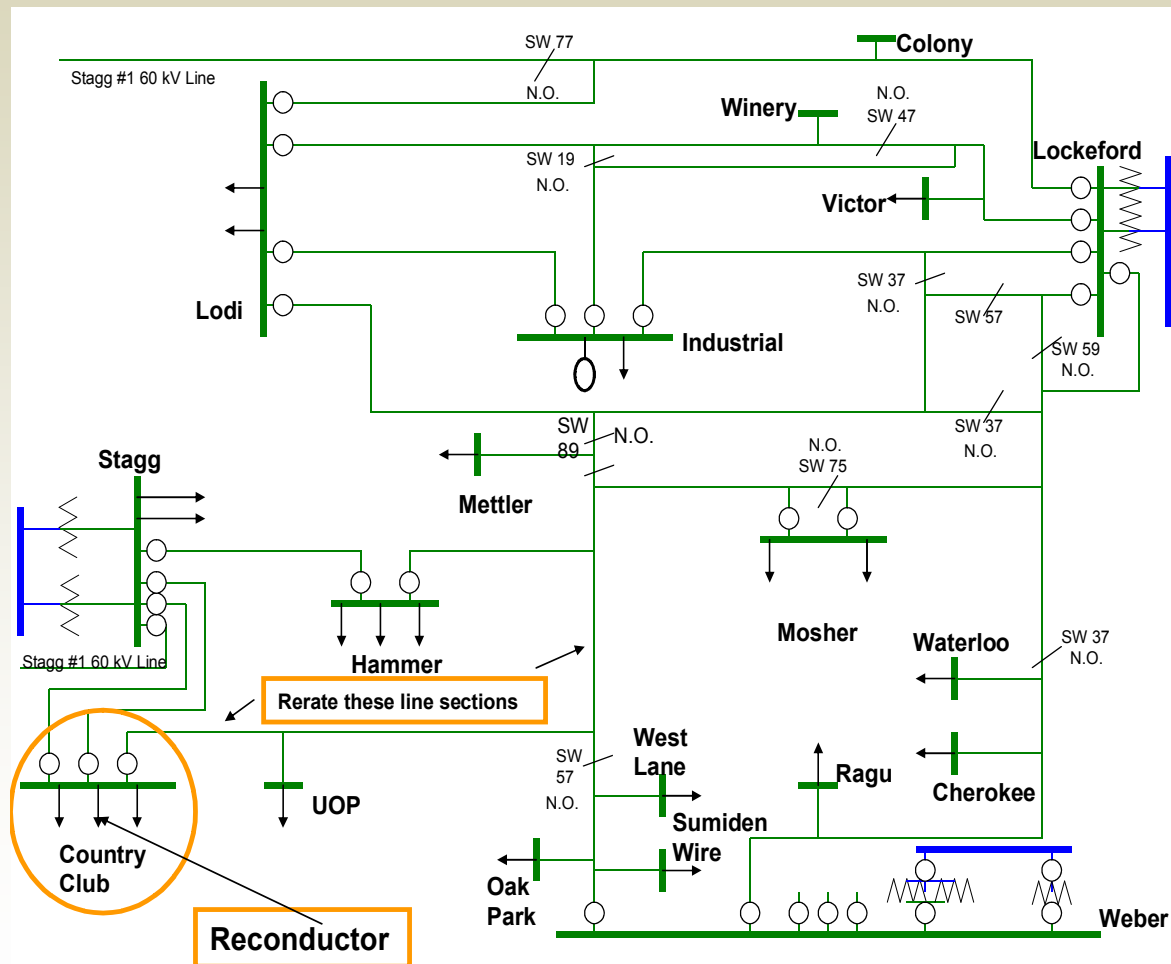 SW 77
Colony
Stagg #1 60 kV Line
N.O.
N.O.
Winery
SW 47
Lockeford
SW 19
N.O.
Victor
SW 37
N.O.
Lodi
SW 57
Industrial
SW 59
N.O.
SW
89
N.O.
SW 37
N.O.
N.O.
SW 75
Stagg
Mettler
Mosher
Waterloo
SW 37
N.O.
Stagg #1 60 kV Line
Hammer
Rerate these line sections
SW
57
N.O.
West
Lane
Ragu
Cherokee
UOP
Sumiden
Wire
Country
Club
Oak
Park
Weber
Reconductor